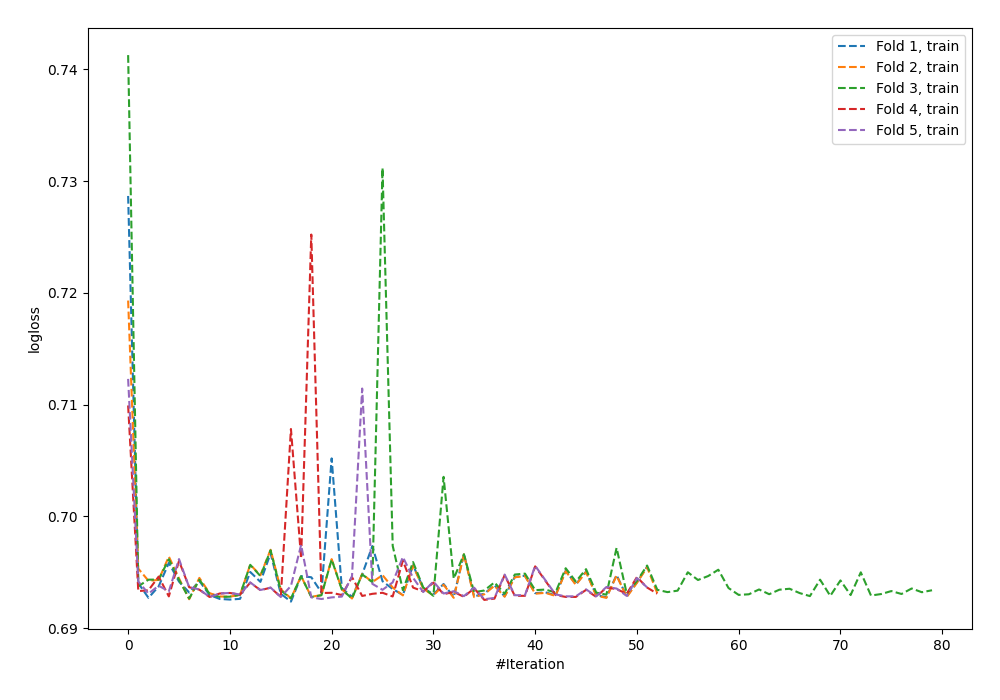 0.74
0.73
0.72
0.71
0.70
0.69
logloss
0 10 20 30 40 50 60 70 80
#Iteration
Fold 1, train
Fold 2, train
Fold 3, train
Fold 4, train
Fold 5, train